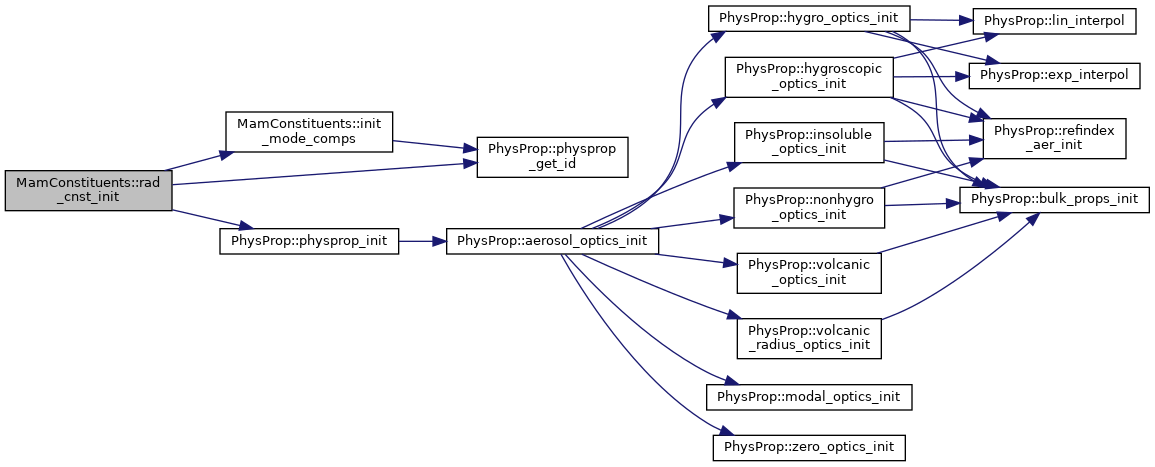 MamConstituents::rad
_cnst_init
MamConstituents::init
_mode_comps
PhysProp::physprop_init
PhysProp::physprop
_get_id
PhysProp::aerosol_optics_init
PhysProp::hygro_optics_init
PhysProp::hygroscopic
_optics_init
PhysProp::insoluble
_optics_init
PhysProp::nonhygro
_optics_init
PhysProp::volcanic
_optics_init
PhysProp::volcanic
_radius_optics_init
PhysProp::modal_optics_init
PhysProp::zero_optics_init
PhysProp::lin_interpol
PhysProp::exp_interpol
PhysProp::refindex
_aer_init
PhysProp::bulk_props_init